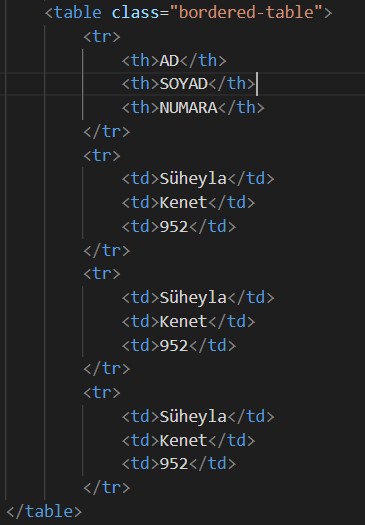 <table class="bordered-table">
<tr>
<th>AD</th>
<th>SOYAD</th>
<th>NUMARA</th>
</tr>
<tr>
<td>Süheyla</td>
<td>Kenet</td>
<td>952</td>
</tr>
<tr>
<td>Süheyla</td>
<td>Kenet</td>
<td>952</td>
</tr>
<tr>
<td>Süheyla</td>
<td>Kenet</td>
<td>952</td>
</tr>
</table>